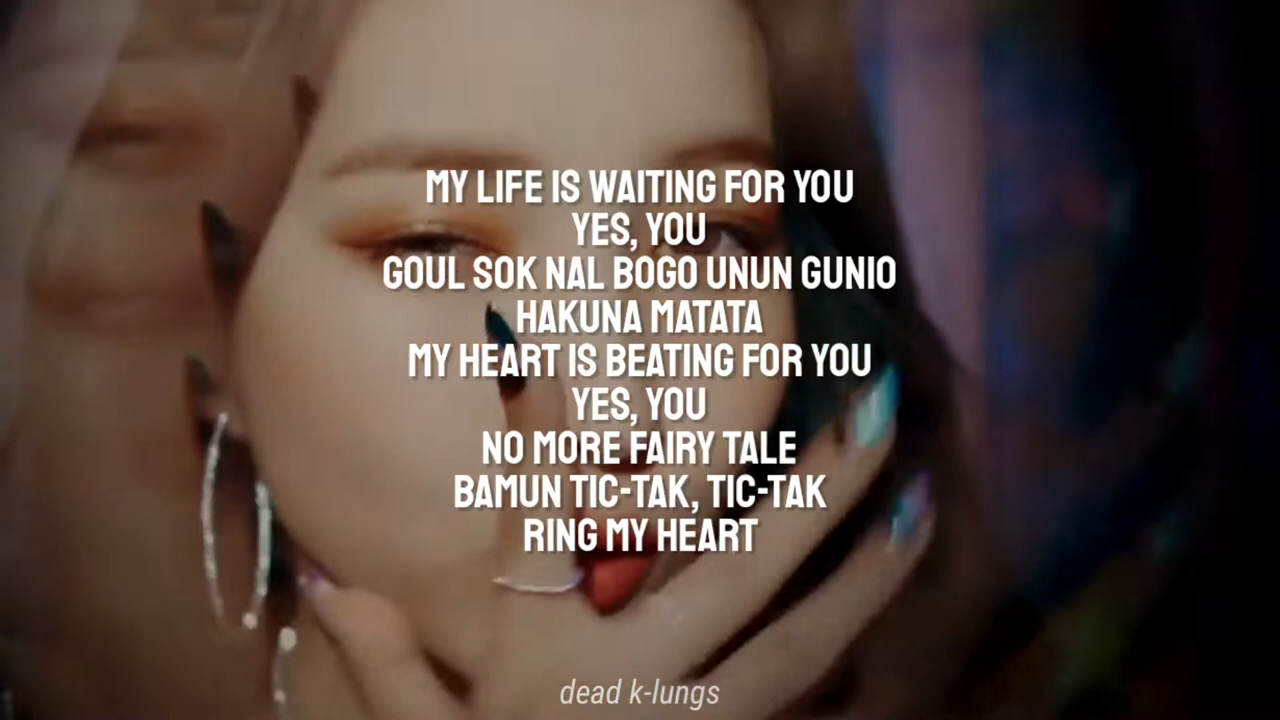 MY LIFE IS WAITING FOR YOU
YES, YOU
GOUL SOK NAL BOGO UNUN GUNIO
HAKUNA MATATA
MY HEART IS BEATING FOR YOU
YES, YOU
NO MORE FAIRY TALE
BAMUN TIC-TAK, TIC-TAK
RING MY HEART
dead k-lungs